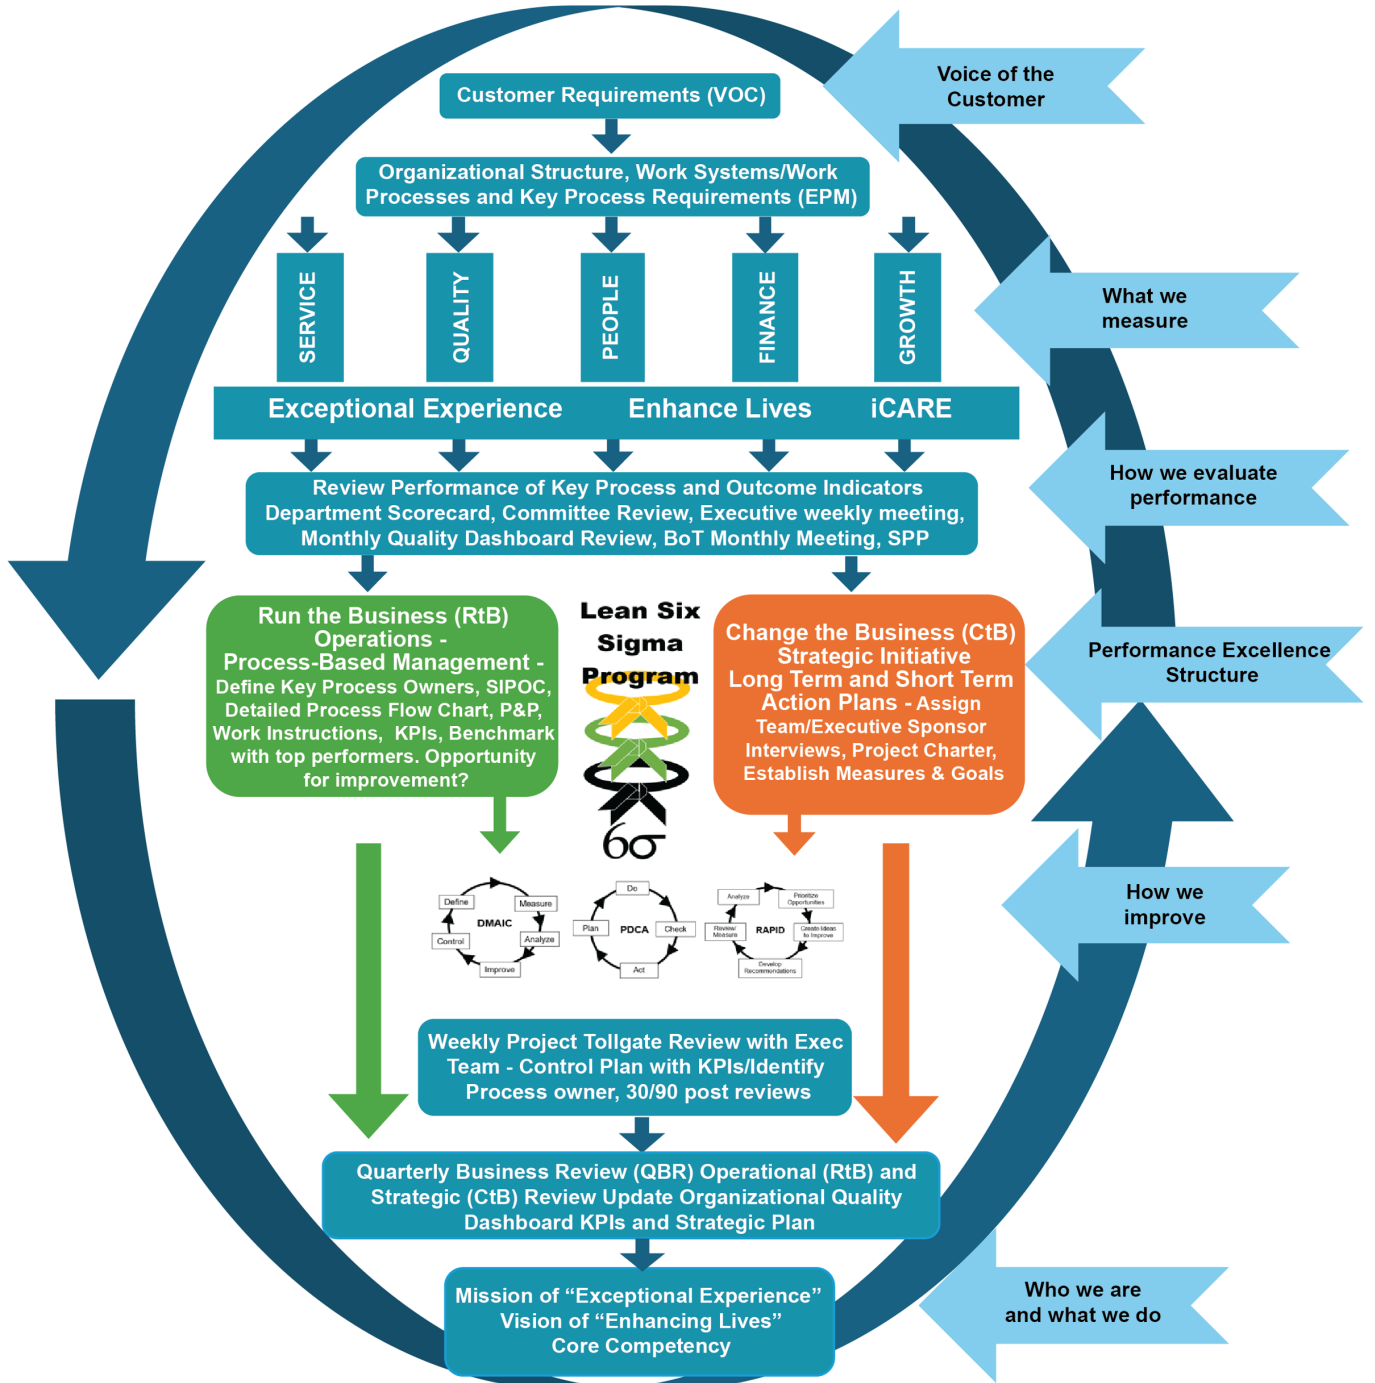 Voice of the
Customer
Customer Requirements (VOC)
Organizational Structure, Work Systems/Work
Processes and Key Process Requirements (EPM)
SERVICE
QUALITY
PEOPLE
FINANCE
GROWTH
What we
measure
Exceptional Experience Enhance Lives iCARE
How we evaluate
performance
Review Performance of Key Process and Outcome Indicators
Department Scorecard, Committee Review, Executive weekly meeting,
Monthly Quality Dashboard Review, BoT Monthly Meeting, SPP
Run the Business (RtB)
Operations -
Process-Based Management -
Define Key Process Owners, SIPOC,
Detailed Process Flow Chart, P&P,
Work Instructions, KPIs, Benchmark
with top performers. Opportunity
for improvement?
Lean Six
Sigma
Program
6σ
Change the Business (CtB)
Strategic Initiative
Long Term and Short Term
Action Plans - Assign
Team/Executive Sponsor
Interviews, Project Charter,
Establish Measures & Goals
Performance Excellence
Structure
How we
improve
DMAIC
Define
Measure
Analyze
Improve
Control
PDCA
Do
Check
Act
Plan
RAPID
Analyze
Prioritize
Opportunities
Create Ideas
to Improve
Develop
Recommendations
Review/
Measure
Weekly Project Tollgate Review with Exec
Team - Control Plan with KPIs/Identify
Process owner, 30/90 post reviews
Quarterly Business Review (QBR) Operational (RtB) and
Strategic (CtB) Review Update Organizational Quality
Dashboard KPIs and Strategic Plan
Mission of “Exceptional Experience”
Vision of “Enhancing Lives”
Core Competency
Who we are
and what we do